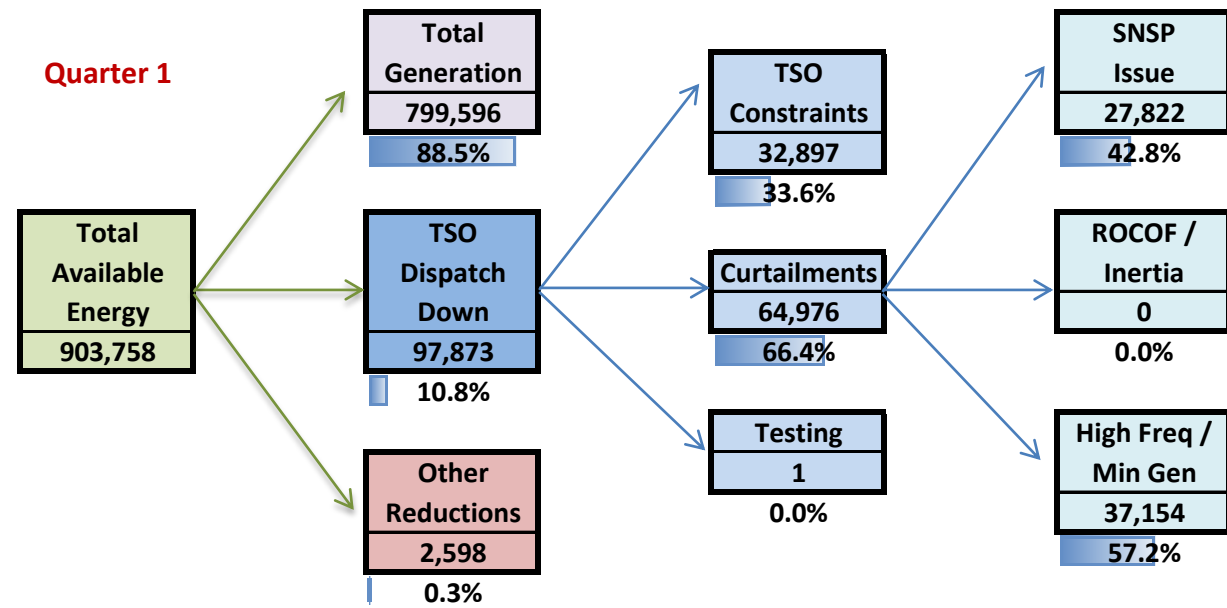 Quarter 1
Total
Available
Energy
903,758
Total
Generation
799,596
88.5%
TSO
Dispatch
Down
97,873
10.8%
Other
Reductions
2,598
0.3%
TSO
Constraints
32,897
33.6%
Curtailments
64,976
66.4%
Testing
1
0.0%
SNSP
Issue
27,822
42.8%
ROCOF /
Inertia
0
0.0%
High Freq /
Min Gen
37,154
57.2%